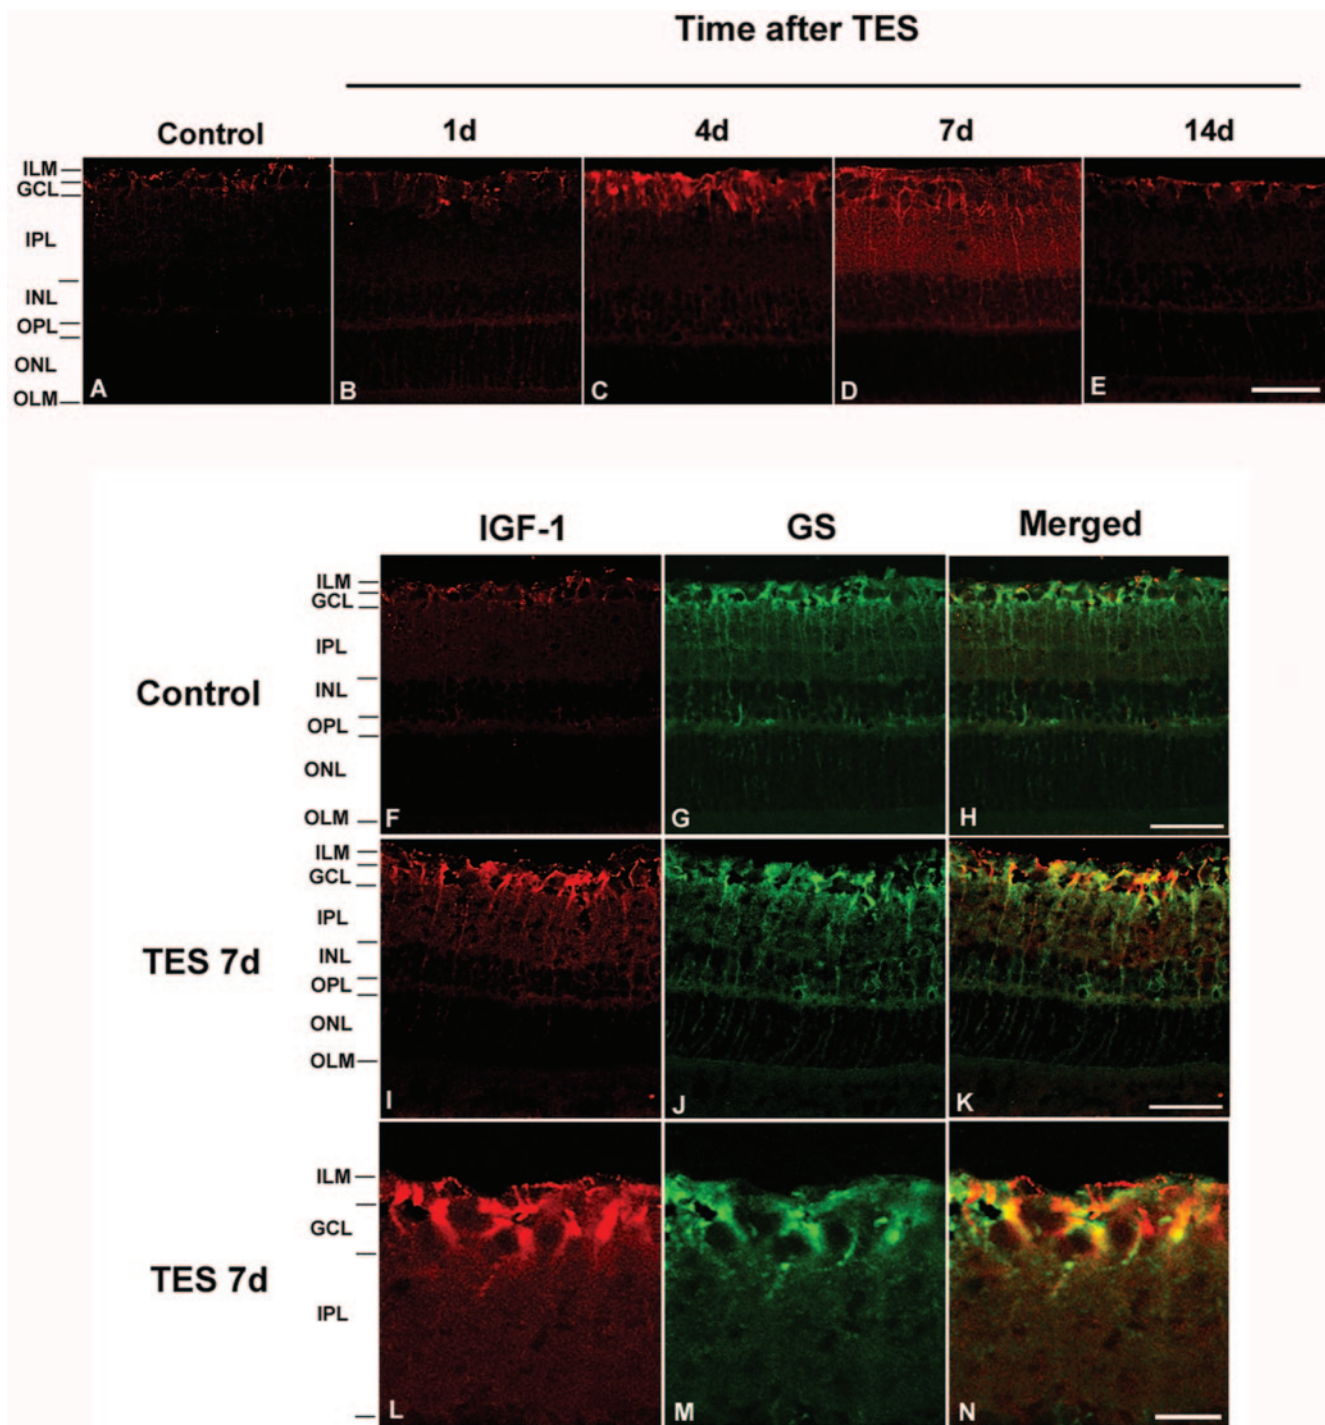 Time after TES
Control 1d 4d 7d 14d
ILM
GCL
IPL
INL
OPL
ONL
OLM
A B C D E
IGF-1 GS Merged
ILM
GCL
IPL
Control
INL
OPL
ONL
OLM
F G H
ILM
GCL
IPL
TES 7d
INL
OPL
ONL
OLM
I J K
ILM
GCL
TES 7d
IPL
L M N